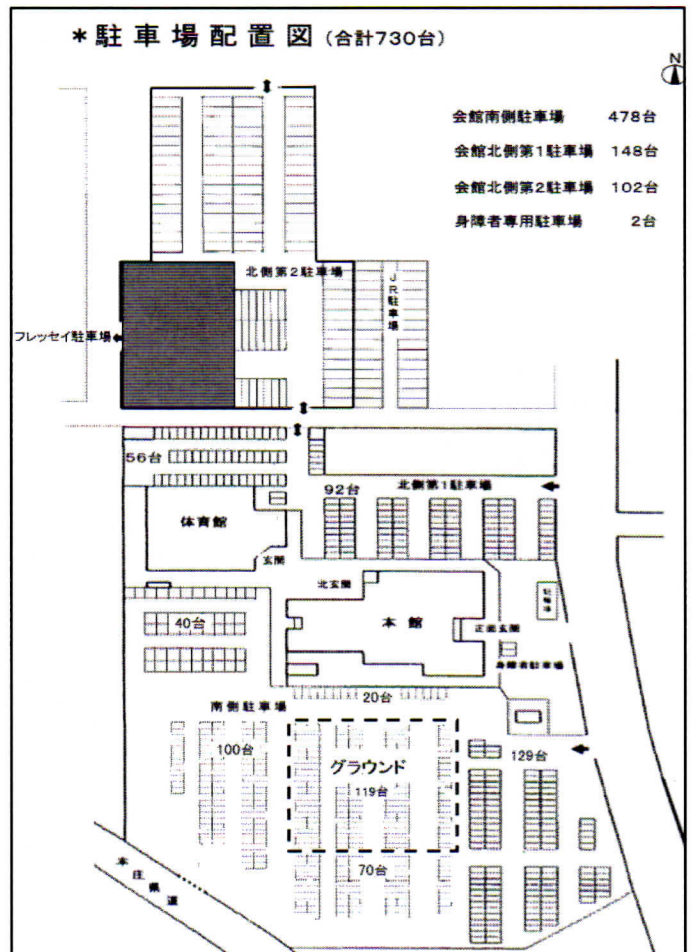 *駐車場配置図(合計730台)
N
会館南側駐車場 478台
会館北側第1駐車場 148台
会館北側第2駐車場 102台
身障者専用駐車場 2台
北側第2駐車場
JR駐車場
フレッセイ駐車場
56台
92台
北側第1駐車場
体育館
玄関
北玄関
駐輪場
40台
本館
正面玄関
身障者駐車場
20台
南側駐車場
100台
グラウンド
119台
129台
70台
本庄県道